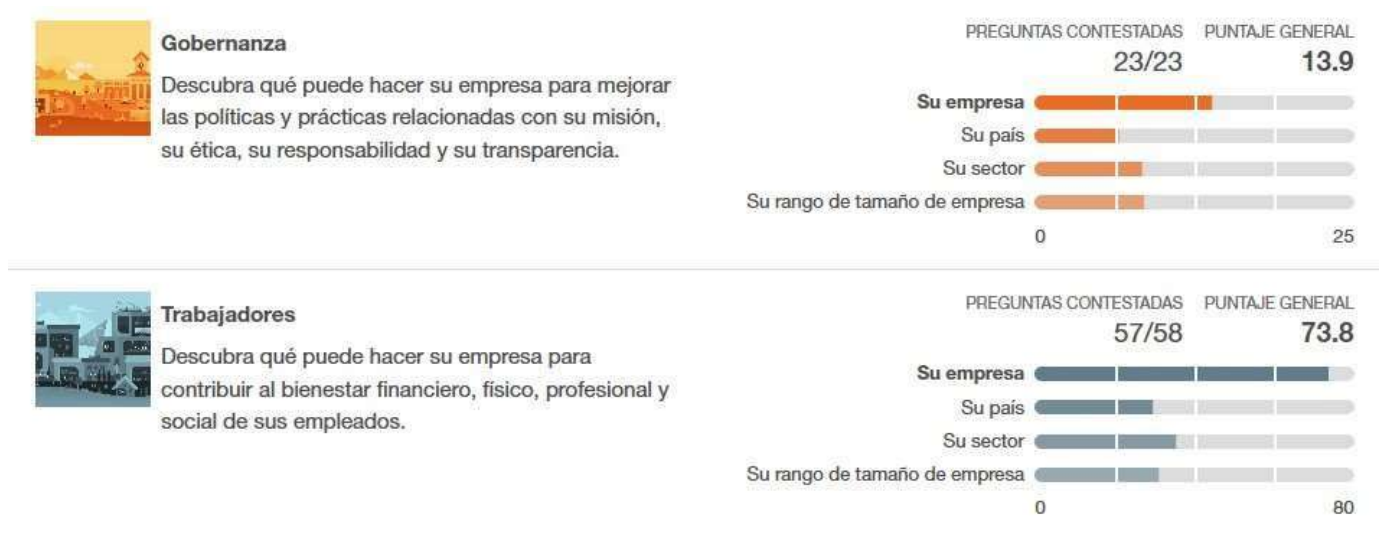 Gobernanza
Descubra qué puede hacer su empresa para mejorar
las políticas y prácticas relacionadas con su misión,
su ética, su responsabilidad y su transparencia.
PREGUNTAS CONTESTADAS PUNTAJE GENERAL
23/23 13.9
Su empresa
Su país
Su sector
Su rango de tamaño de empresa
0 25
Trabajadores
Descubra qué puede hacer su empresa para
contribuir al bienestar financiero, físico, profesional y
social de sus empleados.
PREGUNTAS CONTESTADAS PUNTAJE GENERAL
57/58 73.8
Su empresa
Su país
Su sector
Su rango de tamaño de empresa
0 80